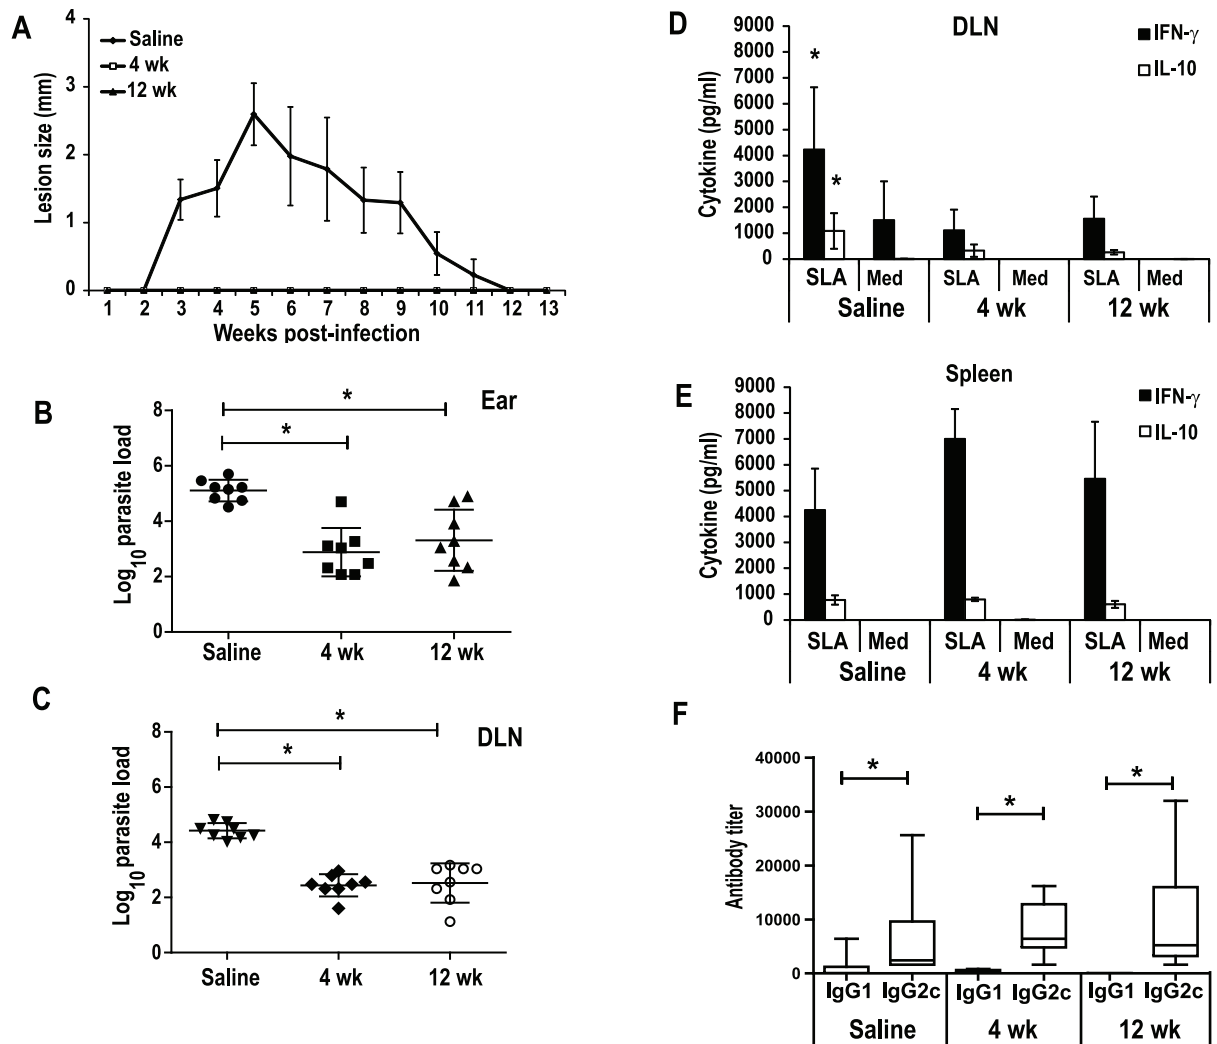 A
Lesion size (mm)
4
3
2
1
0
Saline
4 wk
12 wk
1 2 3 4 5 6 7 8 9 10 11 12 13
Weeks post-infection
B
Ear
Log10 parasite load
8
6
4
2
0
*
*
Saline 4 wk 12 wk
C
DLN
Log10 parasite load
8
6
4
2
0
*
*
Saline 4 wk 12 wk
D
DLN
Cytokine (pg/ml)
9000
8000
7000
6000
5000
4000
3000
2000
1000
0
IFN-γ
IL-10
*
*
SLA Med SLA Med SLA Med
Saline 4 wk 12 wk
E
Spleen
Cytokine (pg/ml)
9000
8000
7000
6000
5000
4000
3000
2000
1000
0
IFN-γ
IL-10
SLA Med SLA Med SLA Med
Saline 4 wk 12 wk
F
Antibody titer
40000
30000
20000
10000
0
*
*
*
IgG1 IgG2c IgG1 IgG2c IgG1 IgG2c
Saline 4 wk 12 wk